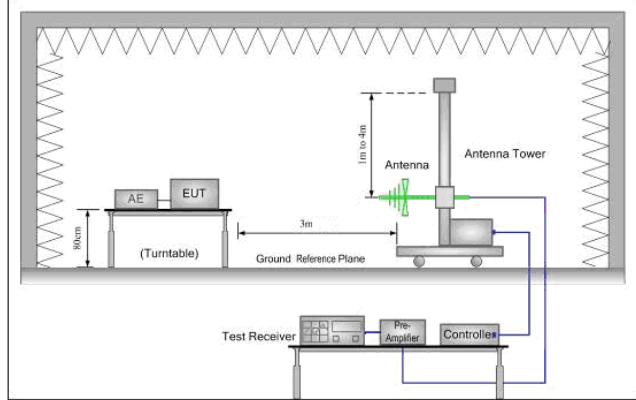 1m to 4m
Antenna
Antenna Tower
AE
EUT
80cm
(Turntable)
3m
Ground Reference Plane
Test Receiver
Pre-
Amplifier
Controller